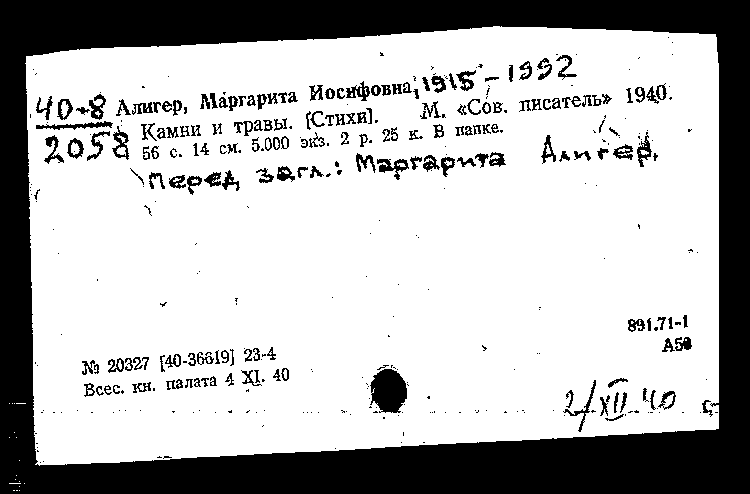 40-8 Алигер, Маргарита Иосифовна, 1915-1992
2058 Камни и травы. [Стихи]. М. «Сов. писатель» 1940.
56 с. 14 см. 5.000 экз. 2 р. 25 к. В папке.
Перед загл.: Маргарита Алигер.
891.71-1
А50
№ 20327 [40-36619] 23-4
Всес. кн. палата 4 XI. 40
2/XII 40